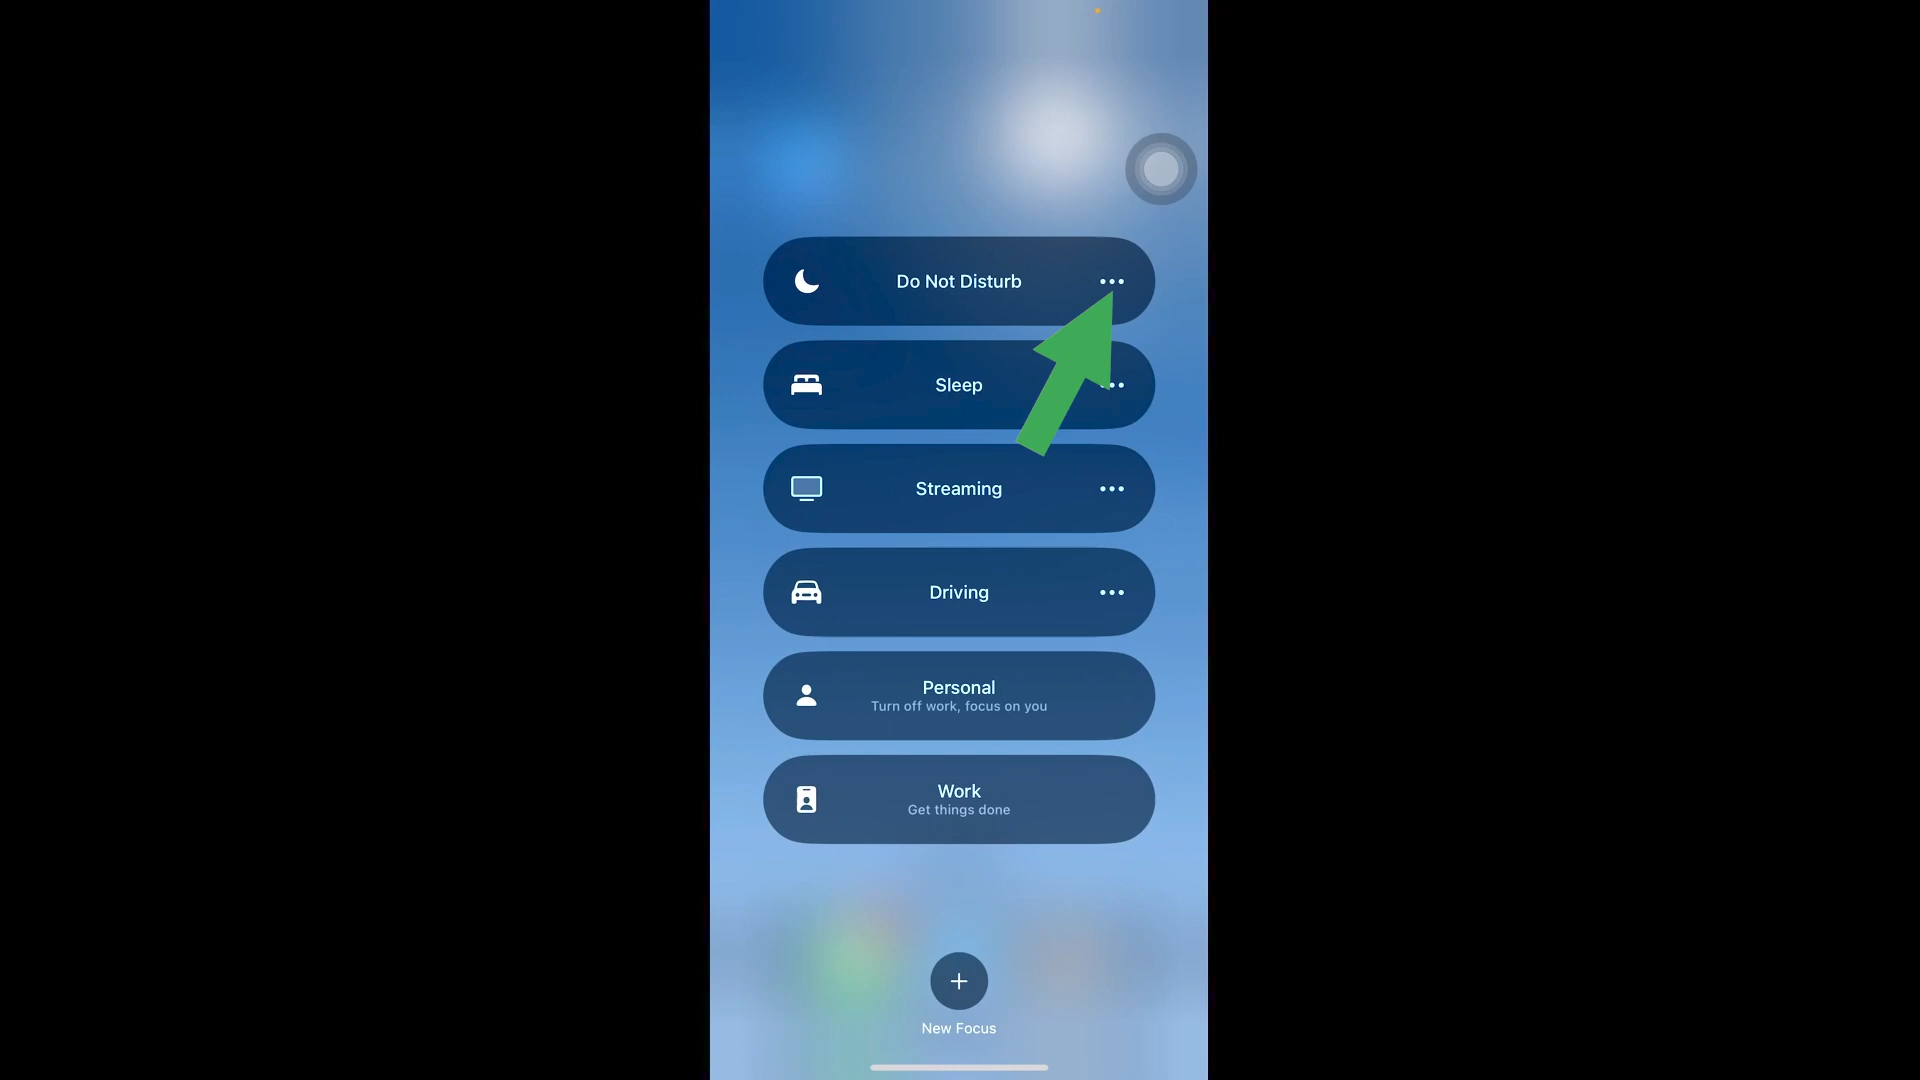 Do Not Disturb
Sleep
Streaming
Driving
Personal
Turn off work, focus on you
Work
Get things done
New Focus